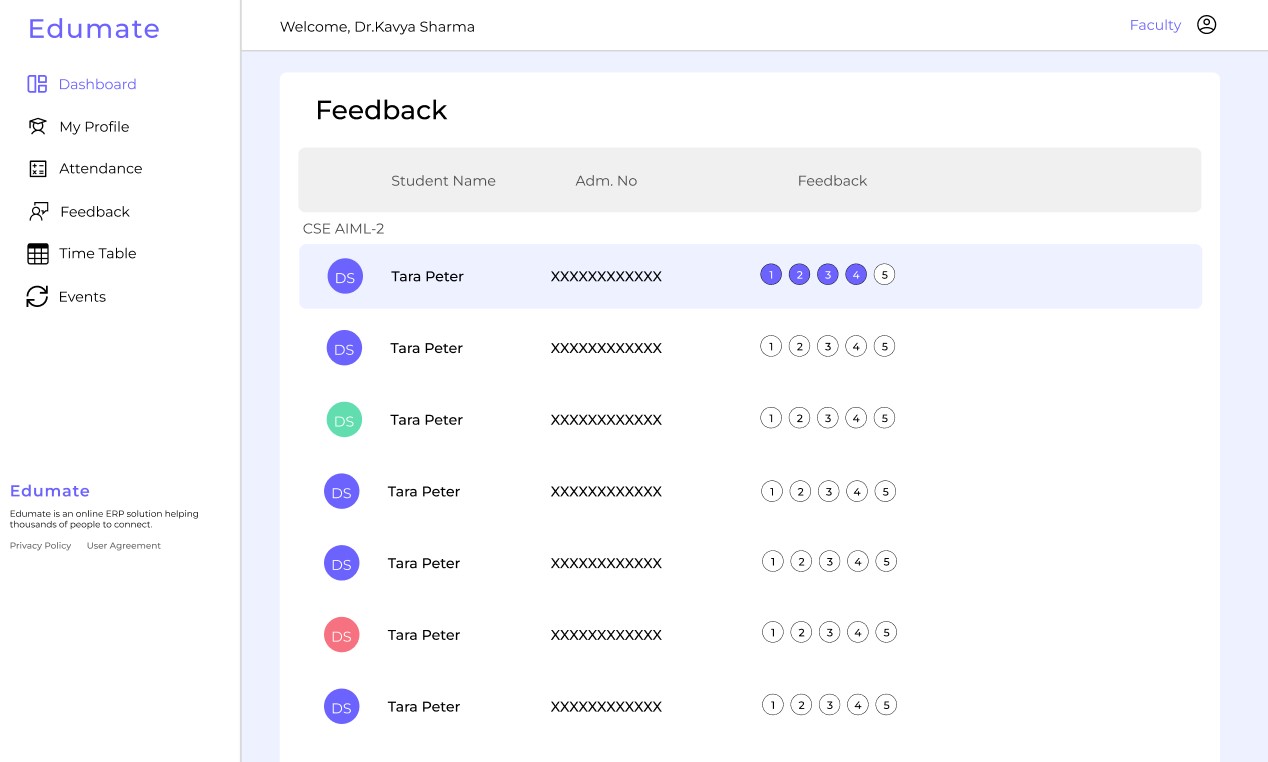 Edumate
Welcome, Dr.Kavya Sharma
Faculty
Dashboard
My Profile
Attendance
Feedback
Time Table
Events
Edumate
Edumate is an online ERP solution helping
thousands of people to connect.
Privacy Policy User Agreement
Feedback
Student Name Adm. No Feedback
CSE AIML-2
DS Tara Peter XXXXXXXXXXXX 1 2 3 4 5
DS Tara Peter XXXXXXXXXXXX 1 2 3 4 5
DS Tara Peter XXXXXXXXXXXX 1 2 3 4 5
DS Tara Peter XXXXXXXXXXXX 1 2 3 4 5
DS Tara Peter XXXXXXXXXXXX 1 2 3 4 5
DS Tara Peter XXXXXXXXXXXX 1 2 3 4 5
DS Tara Peter XXXXXXXXXXXX 1 2 3 4 5